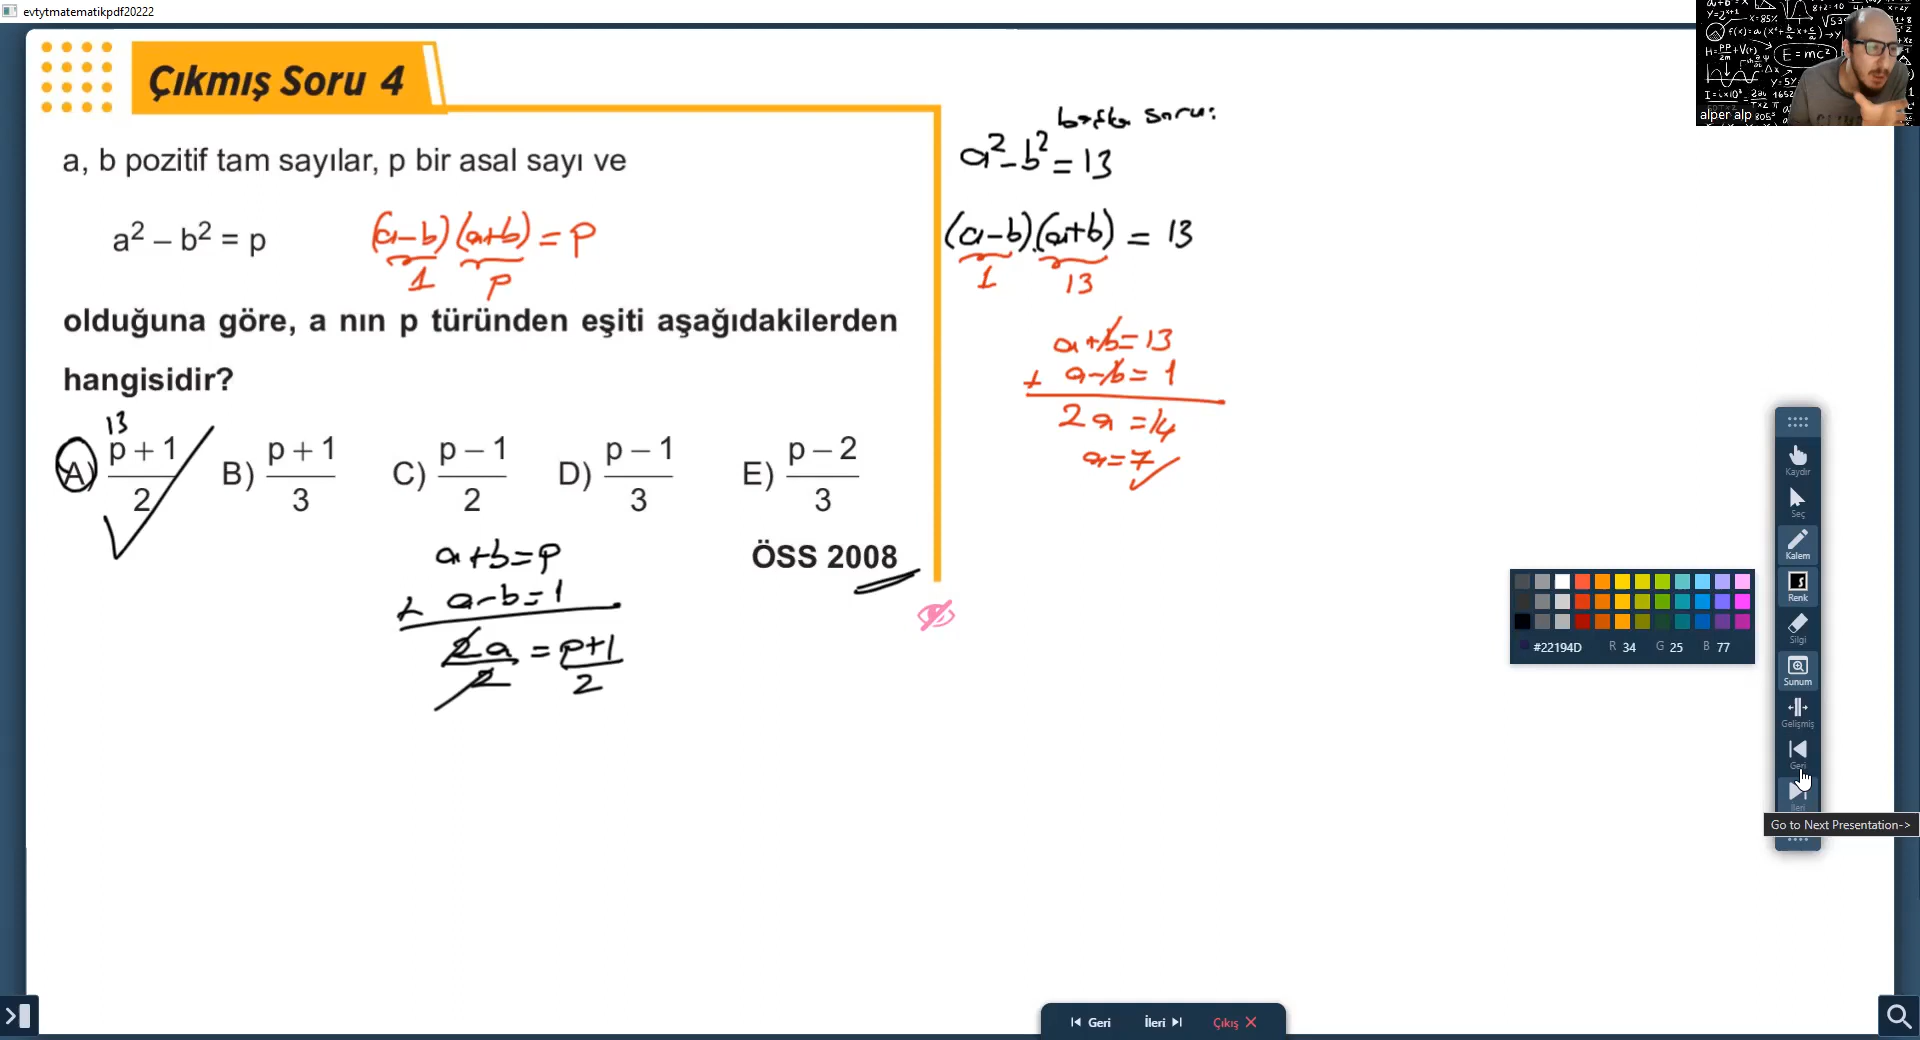 evtytmatematikpdf20222
Çıkmış Soru 4
a, b pozitif tam sayılar, p bir asal sayı ve
a² – b² = p
(a-b)(a+b) = p
1 p
olduğuna göre, a nın p türünden eşiti aşağıdakilerden
hangisidir?
13
A) p + 1 / 2 B) p + 1 / 3 C) p – 1 / 2 D) p – 1 / 3 E) p – 2 / 3
ÖSS 2008
a+b=p
+ a-b=1
2a / 2 = p+1 / 2
başka soru:
a²-b²=13
(a-b).(a+b) = 13
1 13
a+b=13
+ a-b=1
2a=14
a=7
alper alp
E = mc²
Kaydır
Seç
Kalem
Renk
Silgi
Sunum
Gelişmiş
Geri
İleri
#22194D R 34 G 25 B 77
Go to Next Presentation->
Geri İleri Çıkış